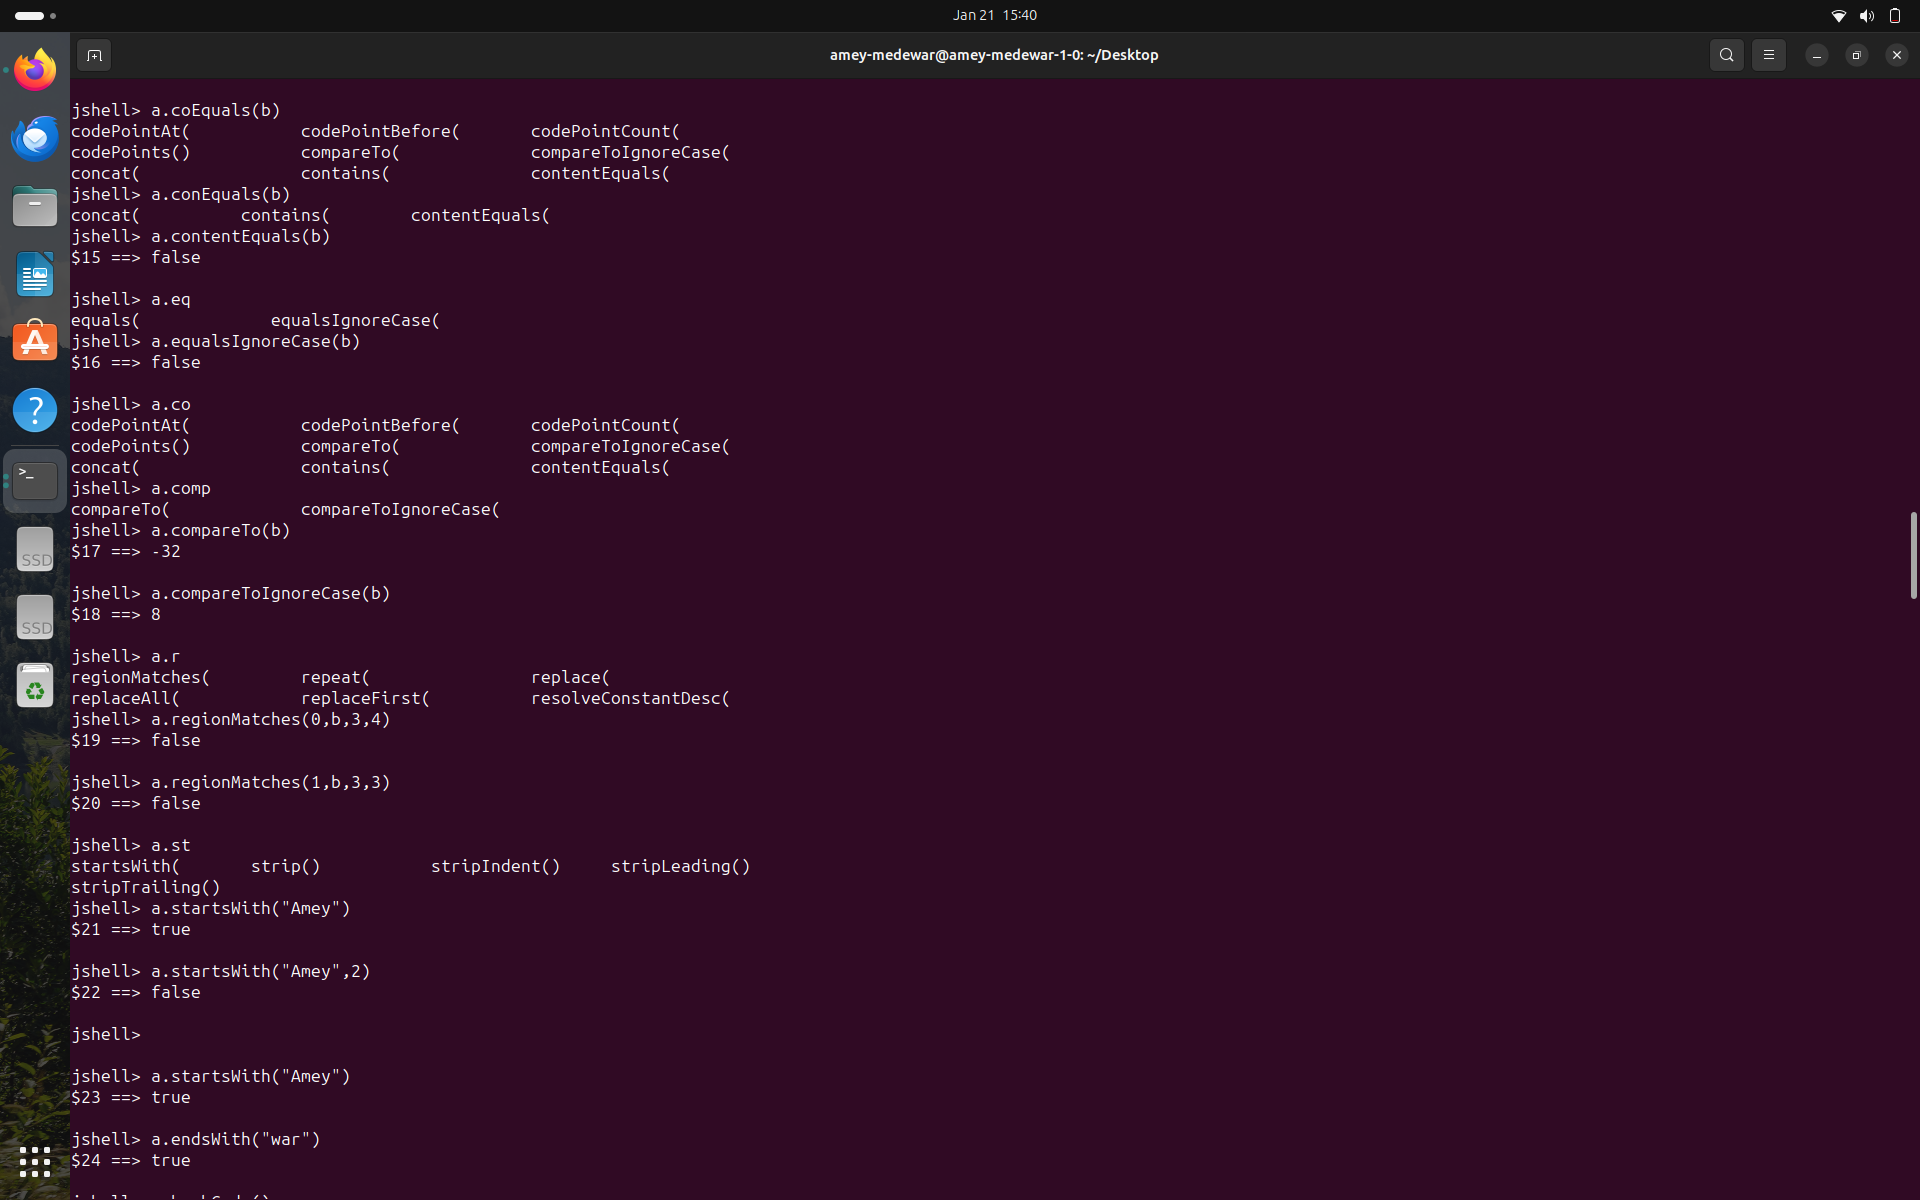 Jan 21 15:40
amey-medewar@amey-medewar-1-0: ~/Desktop
jshell> a.coEquals(b)
codePointAt( codePointBefore( codePointCount(
codePoints() compareTo( compareToIgnoreCase(
concat( contains( contentEquals(
jshell> a.conEquals(b)
concat( contains( contentEquals(
jshell> a.contentEquals(b)
$15 ==> false
jshell> a.eq
equals( equalsIgnoreCase(
jshell> a.equalsIgnoreCase(b)
$16 ==> false
jshell> a.co
codePointAt( codePointBefore( codePointCount(
codePoints() compareTo( compareToIgnoreCase(
concat( contains( contentEquals(
jshell> a.comp
compareTo( compareToIgnoreCase(
jshell> a.compareTo(b)
$17 ==> -32
jshell> a.compareToIgnoreCase(b)
$18 ==> 8
jshell> a.r
regionMatches( repeat( replace(
replaceAll( replaceFirst( resolveConstantDesc(
jshell> a.regionMatches(0,b,3,4)
$19 ==> false
jshell> a.regionMatches(1,b,3,3)
$20 ==> false
jshell> a.st
startsWith( strip() stripIndent() stripLeading()
stripTrailing()
jshell> a.startsWith("Amey")
$21 ==> true
jshell> a.startsWith("Amey",2)
$22 ==> false
jshell>
jshell> a.startsWith("Amey")
$23 ==> true
jshell> a.endsWith("war")
$24 ==> true
SSD
SSD